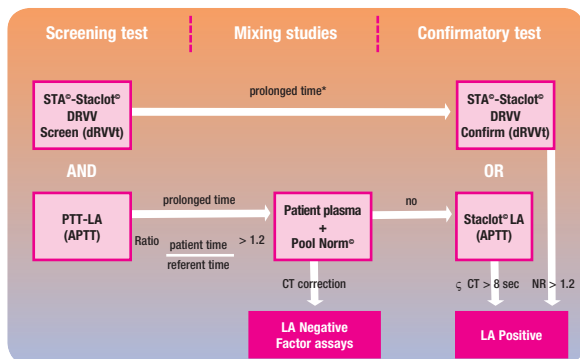 Screening test
Mixing studies
Confirmatory test
STA©-Staclot©
DRVV
Screen (dRVVt)
prolonged time*
STA©-Staclot©
DRVV
Confirm (dRVVt)
AND
OR
PTT-LA
(APTT)
prolonged time
Ratio patient time > 1.2
referent time
Patient plasma
+
Pool Norm©
no
Staclot© LA
(APTT)
CT correction
ς CT > 8 sec
NR > 1.2
LA Negative
Factor assays
LA Positive